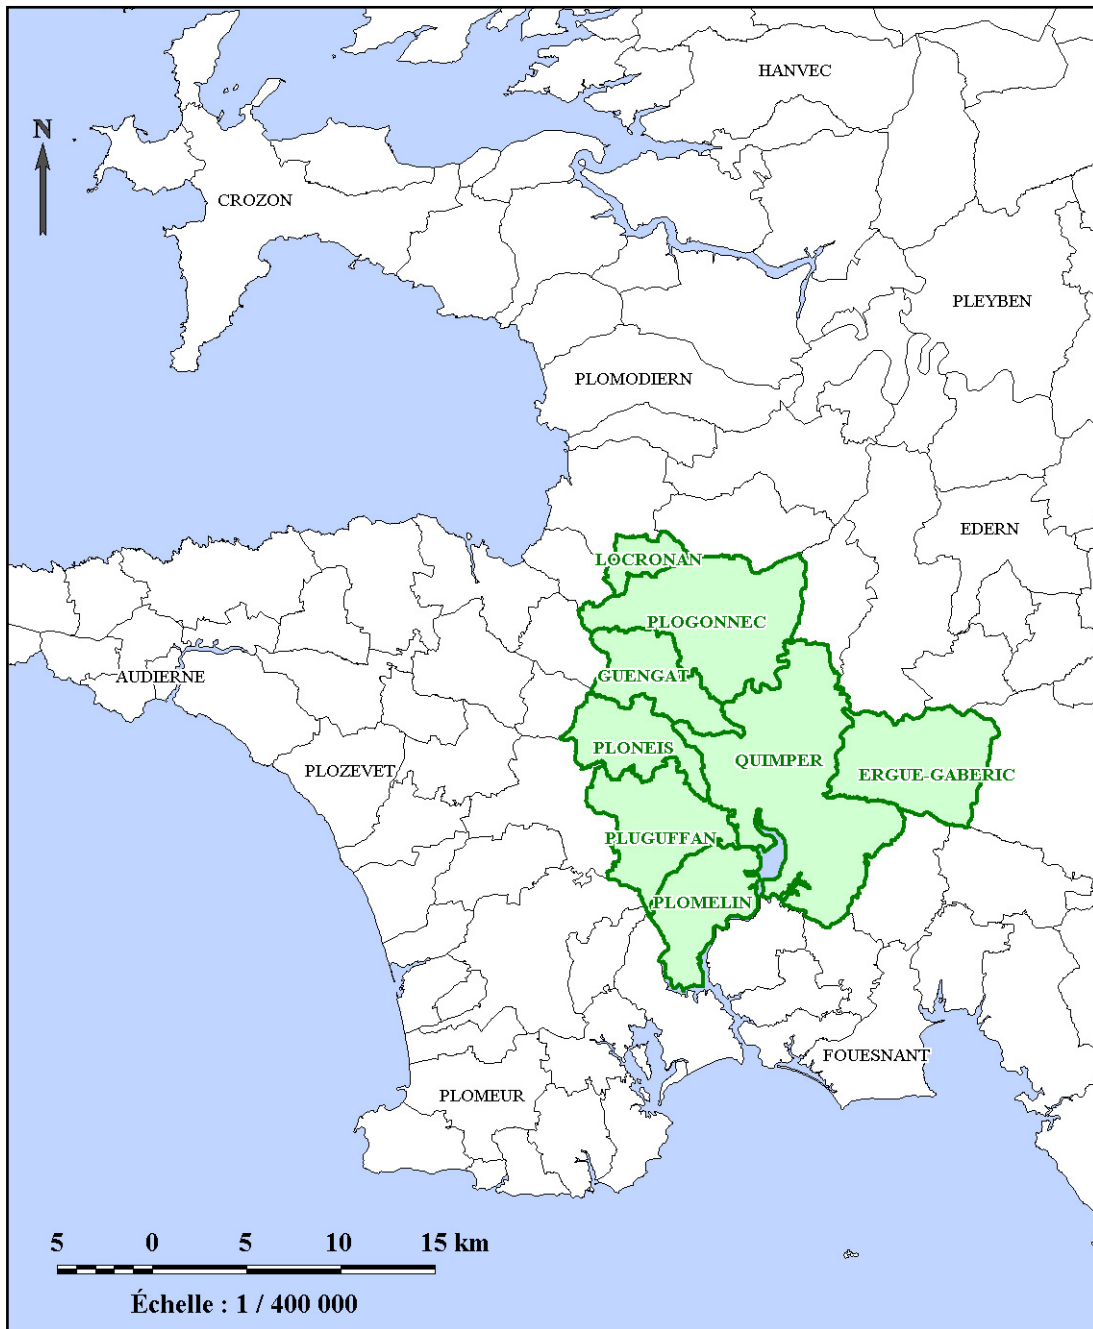 HANVEC
N
CROZON
PLEYBEN
PLOMODIERN
EDERN
LOCRONAN
PLOGONNEC
GUENGAT
AUDIERNE
PLONEIS
QUIMPER
PLOZEVET
ERGUE-GABERIC
PLUGUFFAN
PLOMELIN
FOUESNANT
PLOMEUR
5 0 5 10 15 km
Échelle : 1 / 400 000